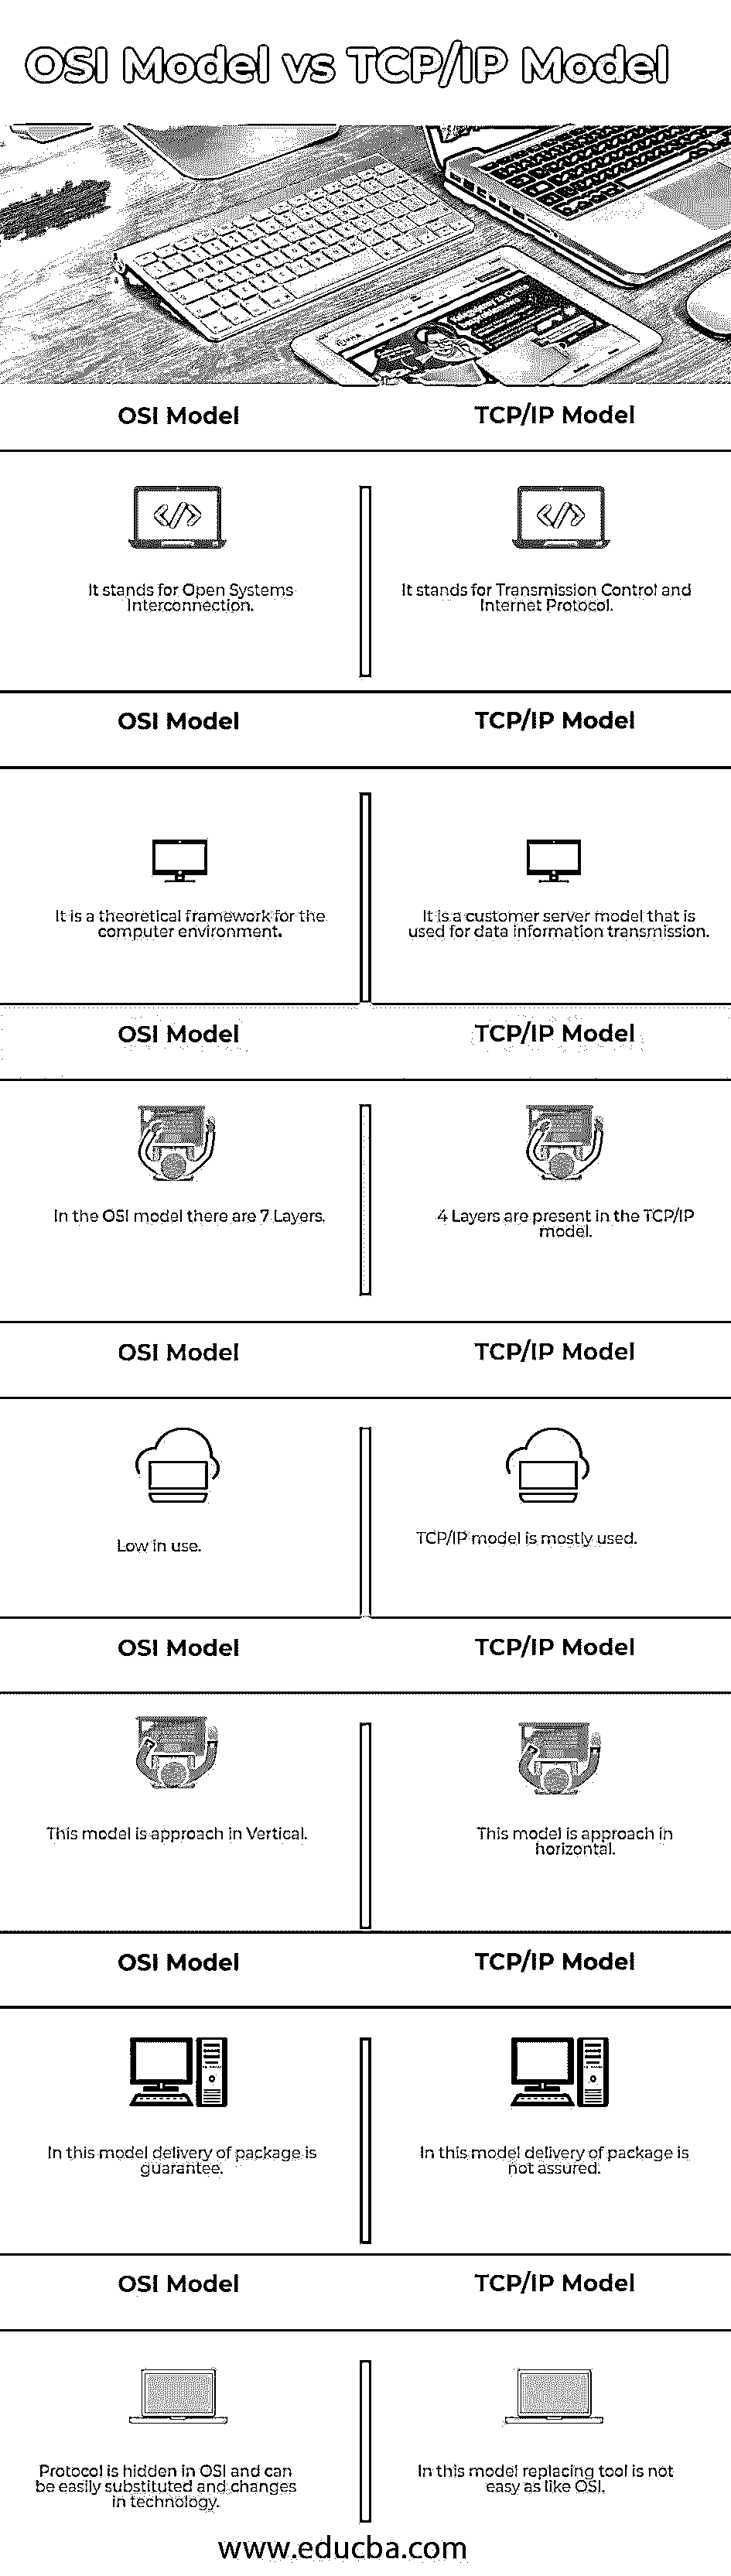 OSI Model vs TCP/IP Model
OSI Model
TCP/IP Model
It stands for Open Systems
Interconnection.
It stands for Transmission Control and
Internet Protocol.
OSI Model
TCP/IP Model
It is a theoretical framework for the
computer environment.
It is a customer server model that is
used for data information transmission.
OSI Model
TCP/IP Model
In the OSI model there are 7 Layers.
4 Layers are present in the TCP/IP
model.
OSI Model
TCP/IP Model
Low in use.
TCP/IP model is mostly used.
OSI Model
TCP/IP Model
This model is approach in Vertical.
This model is approach in
horizontal.
OSI Model
TCP/IP Model
In this model delivery of package is
guarantee.
In this model delivery of package is
not assured.
OSI Model
TCP/IP Model
Protocol is hidden in OSI and can
be easily substituted and changes
in technology.
In this model replacing tool is not
easy as like OSI.
www.educba.com